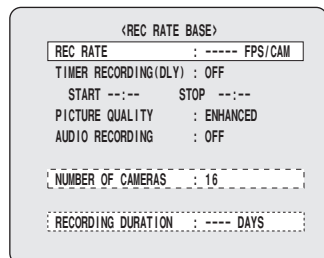 <REC RATE BASE>
REC RATE : ----- FPS/CAM
TIMER RECORDING(DLY) : OFF
START --:-- STOP --:--
PICTURE QUALITY : ENHANCED
AUDIO RECORDING : OFF
NUMBER OF CAMERAS : 16
RECORDING DURATION : ---- DAYS